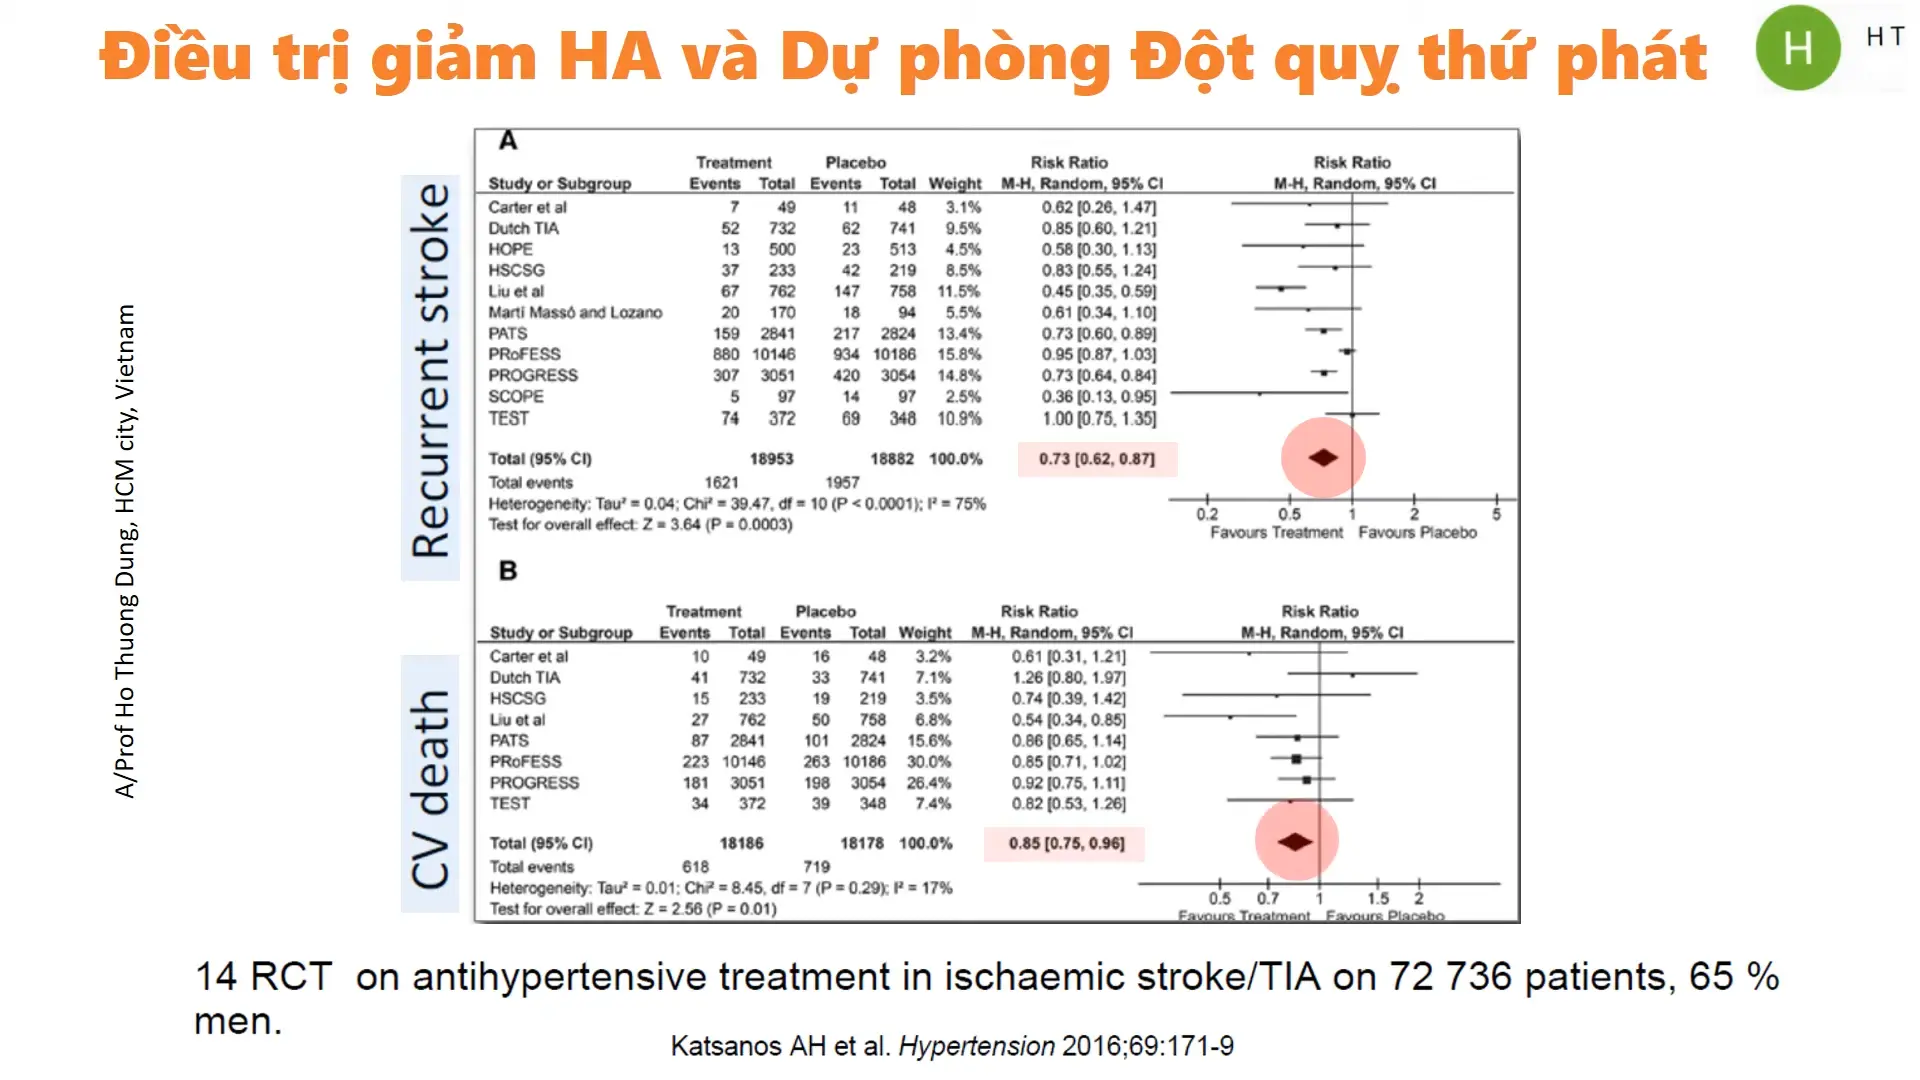 Điều trị giảm HA và Dự phòng Đột quỵ thứ phát
H
H T
A/Prof Ho Thuong Dung, HCM city, Vietnam
Recurrent stroke
A
Treatment Placebo Risk Ratio Risk Ratio
Study or Subgroup Events Total Events Total Weight M-H, Random, 95% CI M-H, Random, 95% CI
Carter et al 7 49 11 48 3.1% 0.62 [0.26, 1.47]
Dutch TIA 52 732 62 741 9.5% 0.85 [0.60, 1.21]
HOPE 13 500 23 513 4.5% 0.58 [0.30, 1.13]
HSCSG 37 233 42 219 8.5% 0.83 [0.55, 1.24]
Liu et al 67 762 147 758 11.5% 0.45 [0.35, 0.59]
Martí Massó and Lozano 20 170 18 94 5.5% 0.61 [0.34, 1.10]
PATS 159 2841 217 2824 13.4% 0.73 [0.60, 0.89]
PRoFESS 880 10146 934 10186 15.8% 0.95 [0.87, 1.03]
PROGRESS 307 3051 420 3054 14.8% 0.73 [0.64, 0.84]
SCOPE 5 97 14 97 2.5% 0.36 [0.13, 0.95]
TEST 74 372 69 348 10.9% 1.00 [0.75, 1.35]
Total (95% CI) 18953 18882 100.0% 0.73 [0.62, 0.87]
Total events 1621 1957
Heterogeneity: Tau² = 0.04; Chi² = 39.47, df = 10 (P < 0.0001); I² = 75%
Test for overall effect: Z = 3.64 (P = 0.0003)
0.2 0.5 1 2 5
Favours Treatment Favours Placebo
CV death
B
Treatment Placebo Risk Ratio Risk Ratio
Study or Subgroup Events Total Events Total Weight M-H, Random, 95% CI M-H, Random, 95% CI
Carter et al 10 49 16 48 3.2% 0.61 [0.31, 1.21]
Dutch TIA 41 732 33 741 7.1% 1.26 [0.80, 1.97]
HSCSG 15 233 19 219 3.5% 0.74 [0.39, 1.42]
Liu et al 27 762 50 758 6.8% 0.54 [0.34, 0.85]
PATS 87 2841 101 2824 15.6% 0.86 [0.65, 1.14]
PRoFESS 223 10146 263 10186 30.0% 0.85 [0.71, 1.02]
PROGRESS 181 3051 198 3054 26.4% 0.92 [0.75, 1.11]
TEST 34 372 39 348 7.4% 0.82 [0.53, 1.26]
Total (95% CI) 18186 18178 100.0% 0.85 [0.75, 0.96]
Total events 618 719
Heterogeneity: Tau² = 0.01; Chi² = 8.45, df = 7 (P = 0.29); I² = 17%
Test for overall effect: Z = 2.56 (P = 0.01)
0.5 0.7 1 1.5 2
Favours Treatment Favours Placebo
14 RCT on antihypertensive treatment in ischaemic stroke/TIA on 72 736 patients, 65 %
men.
Katsanos AH et al. Hypertension 2016;69:171-9